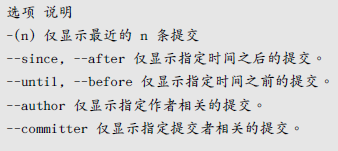 选项 说明
-(n) 仅显示最近的 n 条提交
--since, --after 仅显示指定时间之后的提交。
--until, --before 仅显示指定时间之前的提交。
--author 仅显示指定作者相关的提交。
--committer 仅显示指定提交者相关的提交。